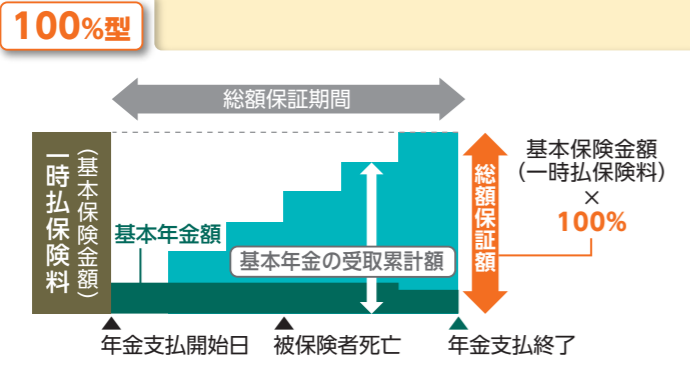 100%型
総額保証期間
一時払保険料
(基本保険金額)
基本年金額
基本年金の受取累計額
総額保証額
基本保険金額
(一時払保険料)
×
100%
年金支払開始日
被保険者死亡
年金支払終了